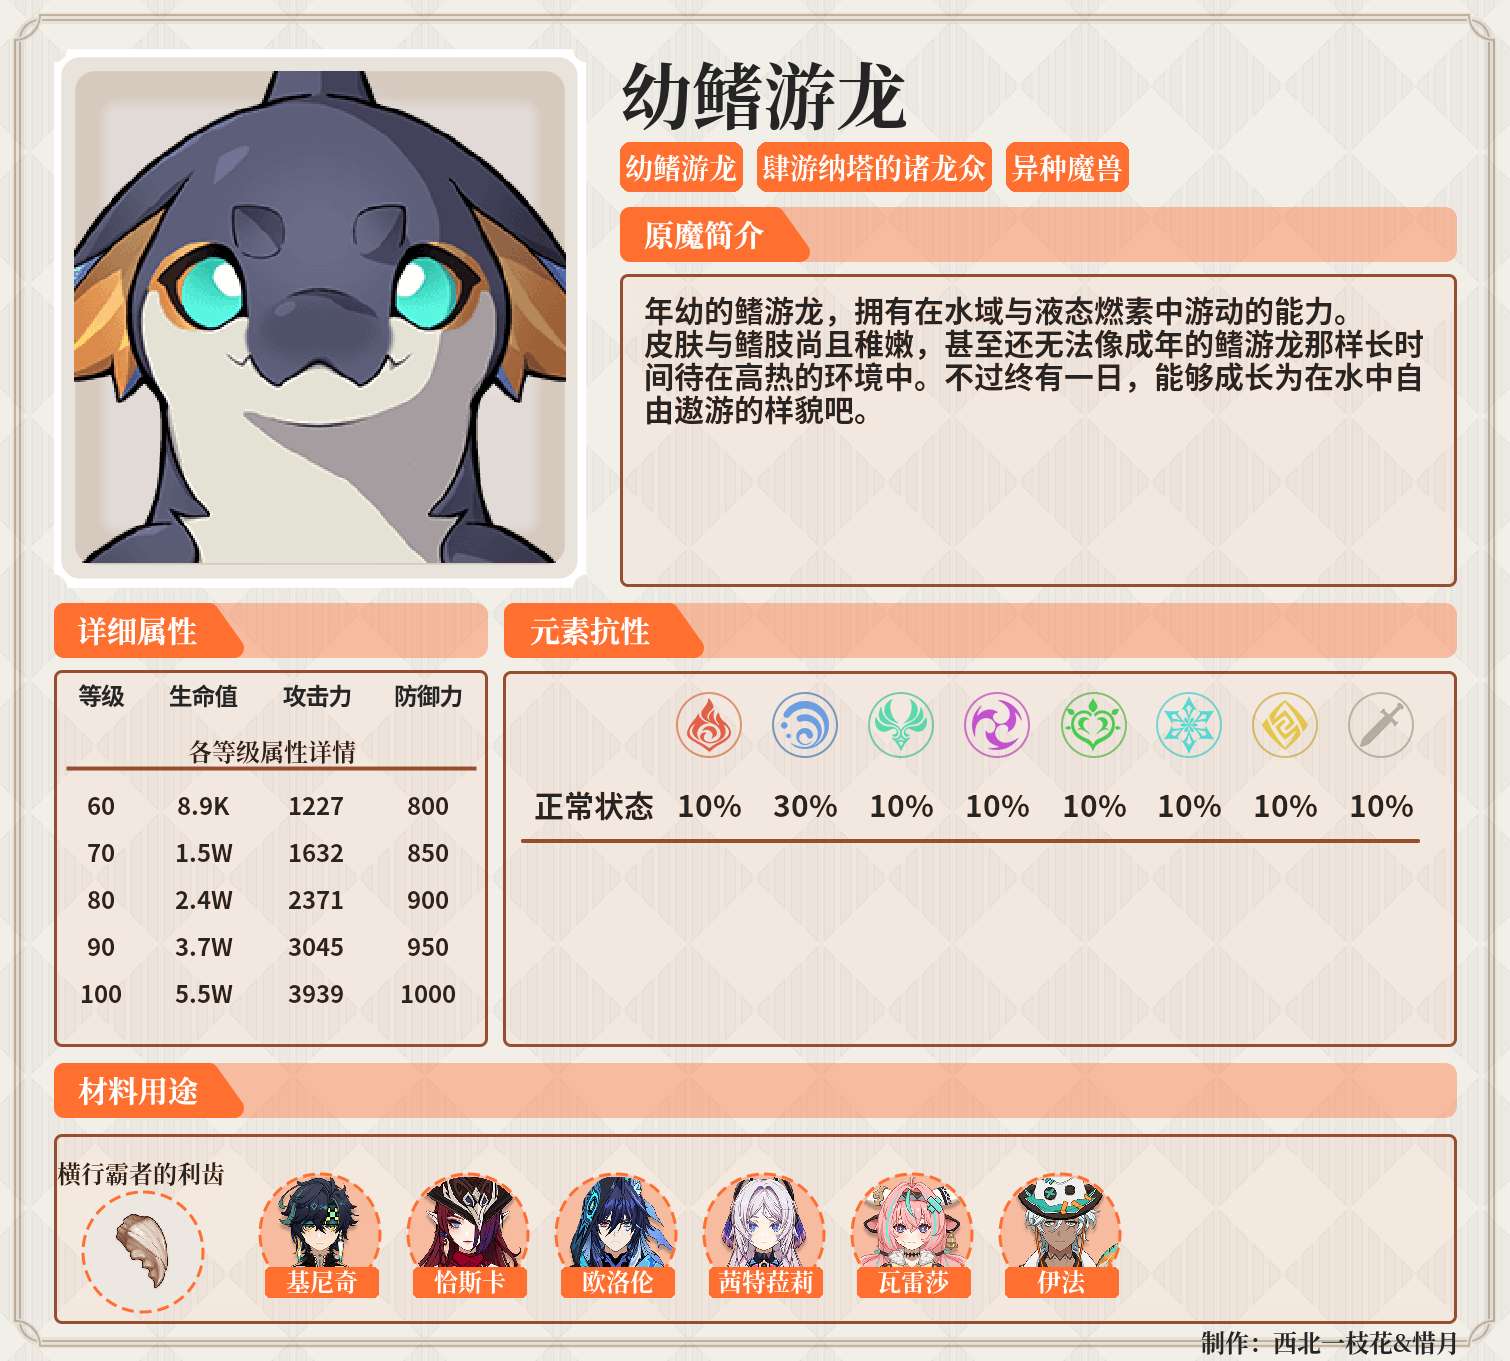 幼鳍游龙
幼鳍游龙 肆游纳塔的诸龙众 异种魔兽
原魔简介
年幼的鳍游龙，拥有在水域与液态燃素中游动的能力。
皮肤与鳍肢尚且稚嫩，甚至还无法像成年的鳍游龙那样长时
间待在高热的环境中。不过终有一日，能够成长为在水中自
由遨游的样貌吧。
详细属性
等级 生命值 攻击力 防御力
各等级属性详情
60 8.9K 1227 800
70 1.5W 1632 850
80 2.4W 2371 900
90 3.7W 3045 950
100 5.5W 3939 1000
元素抗性
正常状态 10% 30% 10% 10% 10% 10% 10% 10%
材料用途
横行霸者的利齿
基尼奇 恰斯卡 欧洛伦 茜特菈莉 瓦雷莎 伊法
制作：西北一枝花&惜月